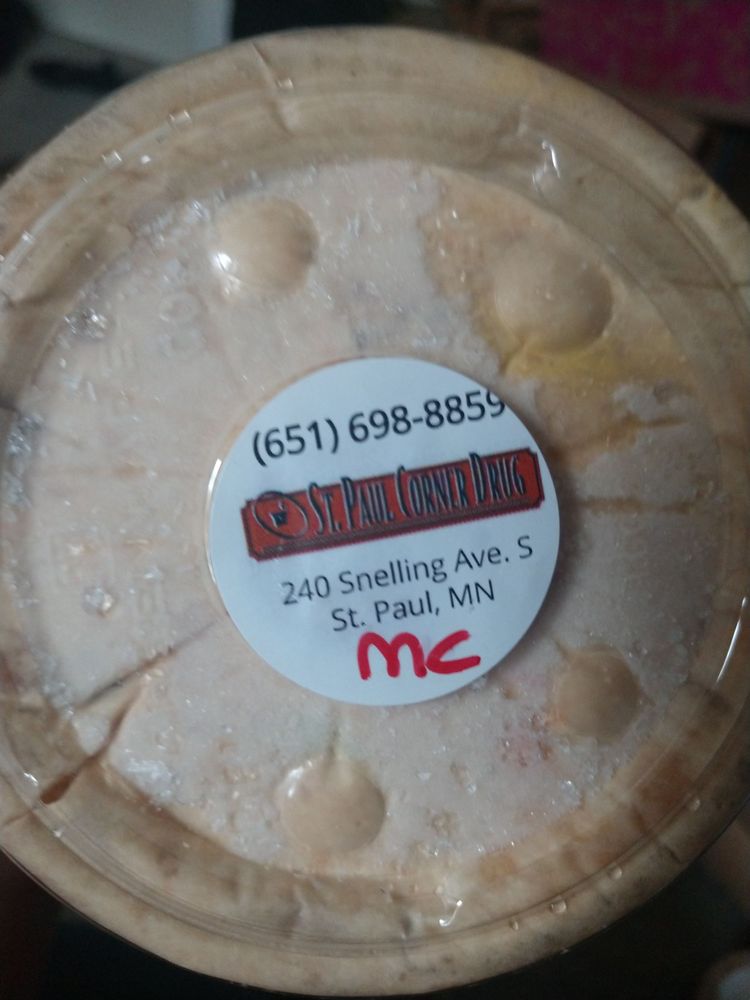 (651) 698-8859
ST. PAUL CORNER DRUG
240 Snelling Ave. S
St. Paul, MN
MC